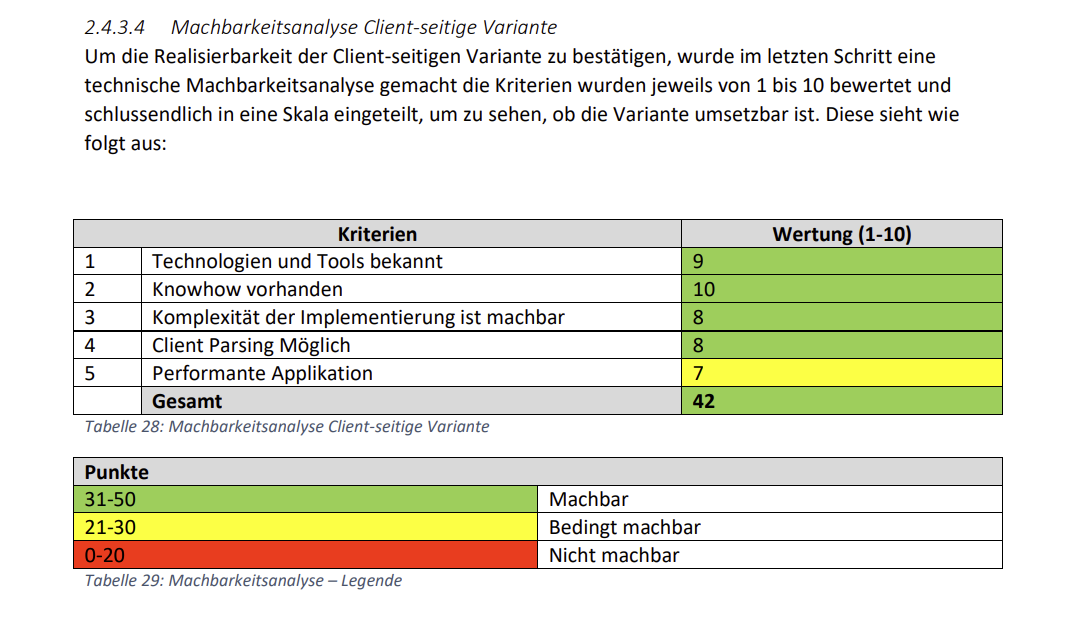 2.4.3.4 Machbarkeitsanalyse Client-seitige Variante
Um die Realisierbarkeit der Client-seitigen Variante zu bestätigen, wurde im letzten Schritt eine
technische Machbarkeitsanalyse gemacht die Kriterien wurden jeweils von 1 bis 10 bewertet und
schlussendlich in eine Skala eingeteilt, um zu sehen, ob die Variante umsetzbar ist. Diese sieht wie
folgt aus:
Kriterien Wertung (1-10)
1 Technologien und Tools bekannt 9
2 Knowhow vorhanden 10
3 Komplexität der Implementierung ist machbar 8
4 Client Parsing Möglich 8
5 Performante Applikation 7
Gesamt 42
Tabelle 28: Machbarkeitsanalyse Client-seitige Variante
Punkte
31-50 Machbar
21-30 Bedingt machbar
0-20 Nicht machbar
Tabelle 29: Machbarkeitsanalyse – Legende